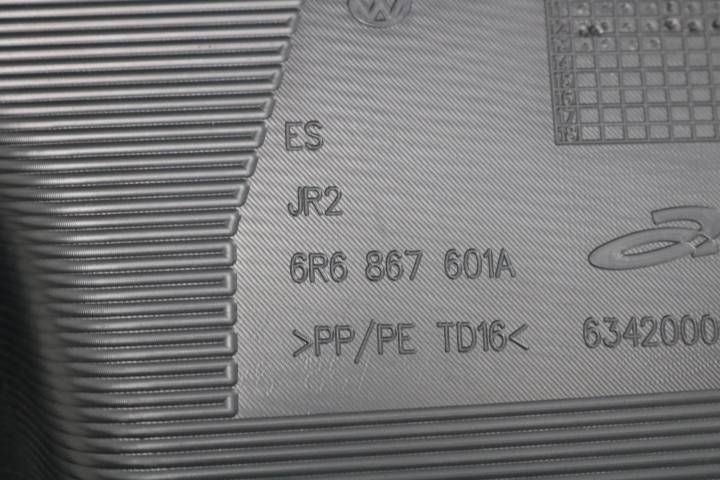 ES
JR2
6R6 867 601A
>PP/PE TD16< 6342000